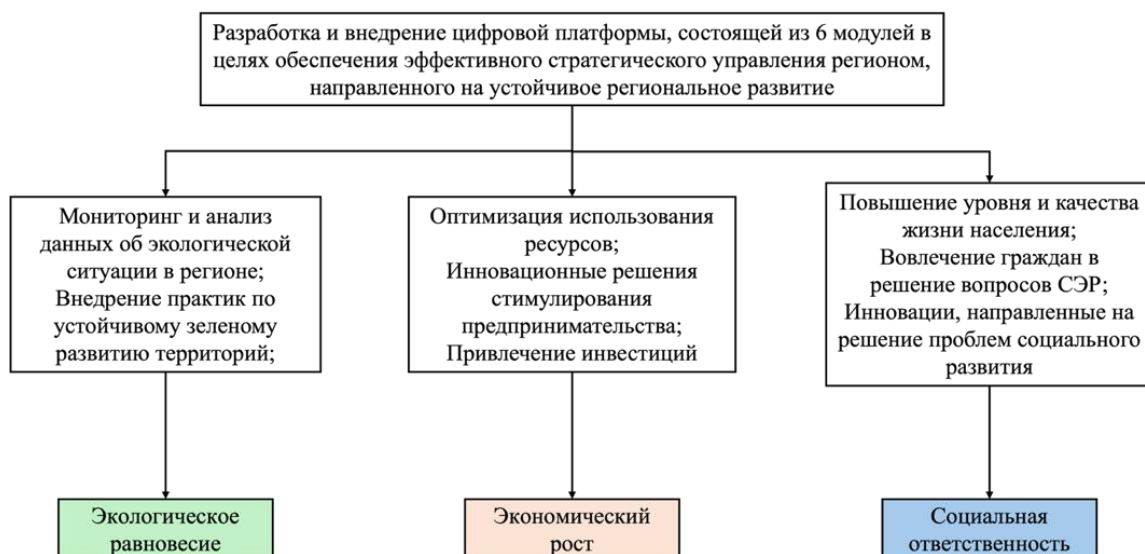 Разработка и внедрение цифровой платформы, состоящей из 6 модулей в
целях обеспечения эффективного стратегического управления регионом,
направленного на устойчивое региональное развитие
Мониторинг и анализ
данных об экологической
ситуации в регионе;
Внедрение практик по
устойчивому зеленому
развитию территорий;
Оптимизация использования
ресурсов;
Инновационные решения
стимулирования
предпринимательства;
Привлечение инвестиций
Повышение уровня и качества
жизни населения;
Вовлечение граждан в
решение вопросов СЭР;
Инновации, направленные на
решение проблем социального
развития
Экологическое
равновесие
Экономический
рост
Социальная
ответственность